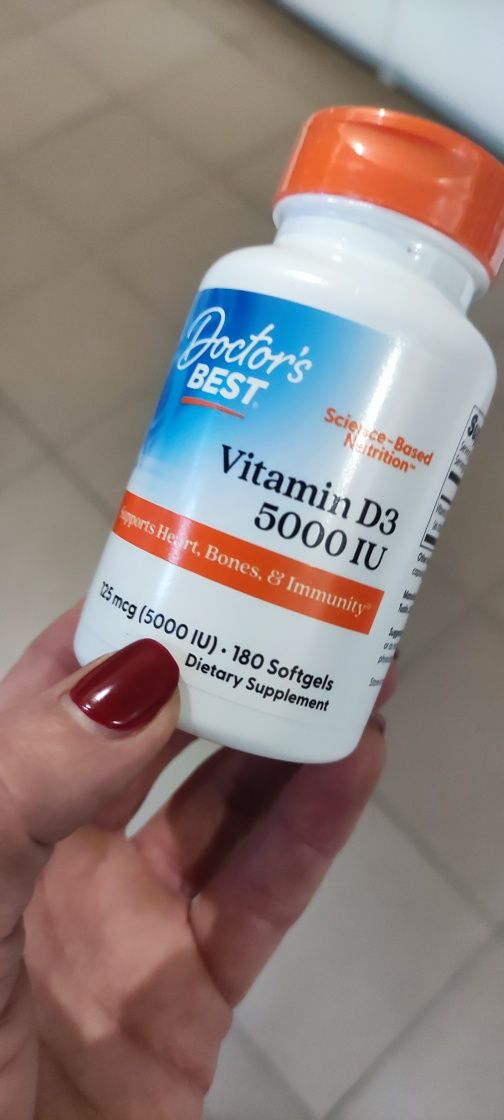 Doctor's
BEST
Science-Based
Nutrition™
Vitamin D3
5000 IU
Supports Heart, Bones, & Immunity
125 mcg (5000 IU) • 180 Softgels
Dietary Supplement